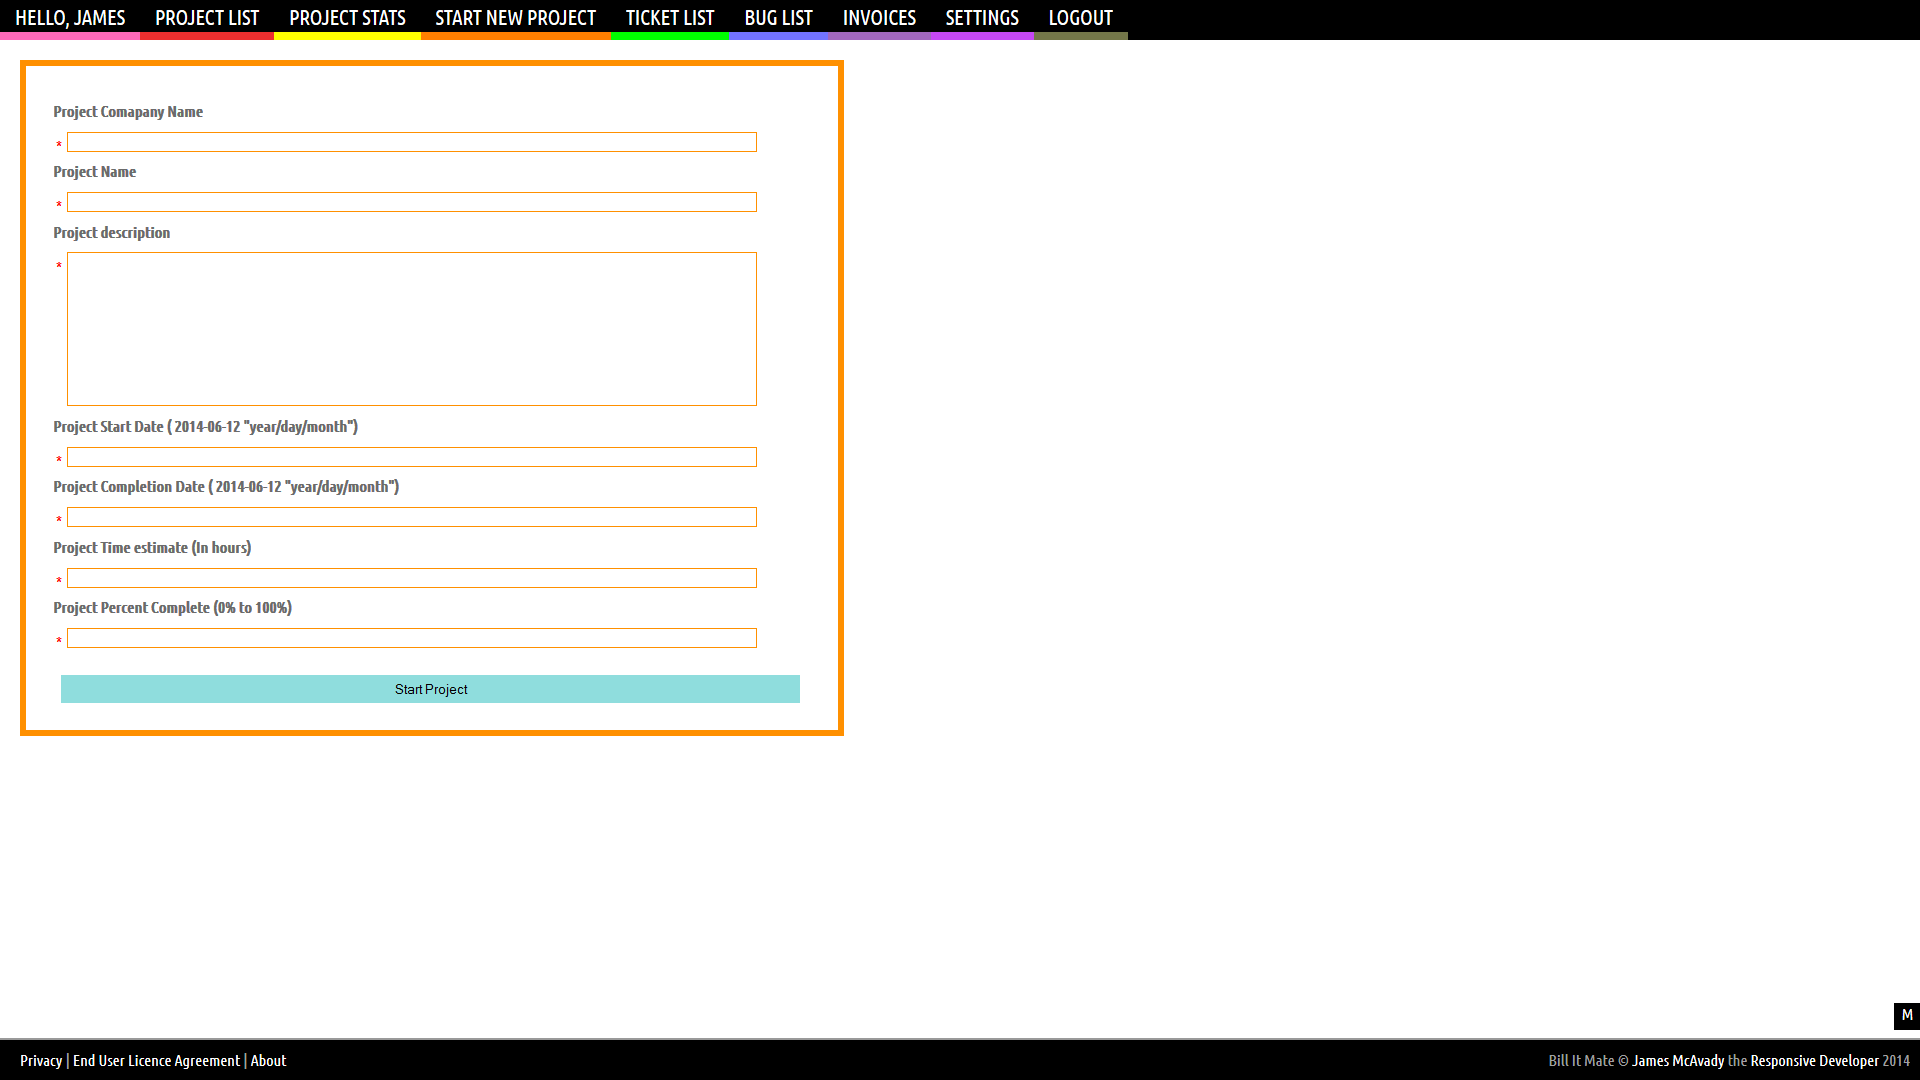 HELLO, JAMES PROJECT LIST PROJECT STATS START NEW PROJECT TICKET LIST BUG LIST INVOICES SETTINGS LOGOUT
Project Comapany Name
*
Project Name
*
Project description
*
Project Start Date ( 2014-06-12 "year/day/month")
*
Project Completion Date ( 2014-06-12 "year/day/month")
*
Project Time estimate (In hours)
*
Project Percent Complete (0% to 100%)
*
Start Project
M
Privacy | End User Licence Agreement | About
Bill It Mate © James McAvady the Responsive Developer 2014